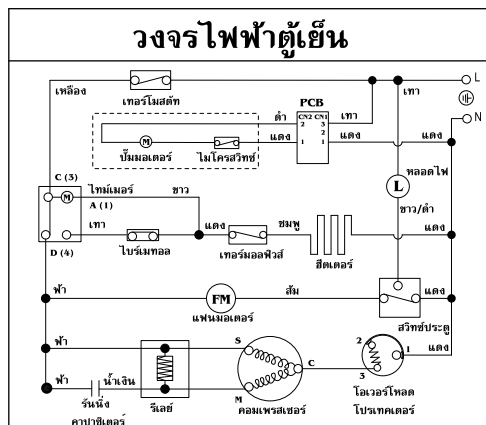 วงจรไฟฟ้าตู้เย็น
L
เหลือง
เทา
เทอร์โมสตัท
PCB
N
ดำ
CN2 CN1
เทา
2
3
2
แดง
1
1
แดง
แดง
M
ปั๊มมอเตอร์
ไมโครสวิทซ์
หลอดไฟ
C (3)
L
M
ไทม์เมอร์
ขาว
A (1)
ขาว/ดำ
ชมพู
เทา
แดง
แดง
D (4)
ไบร์เมทอล
เทอร์มอลฟิวส์
ฮีตเตอร์
ฟ้า
FM
ส้ม
แดง
แฟนมอเตอร์
สวิทซ์ประตู
ฟ้า
S
2
1
แดง
C
3
ฟ้า
น้ำเงิน
M
รันนิ่ง
คาปาซิเตอร์
รีเลย์
คอมเพรสเซอร์
โอเวอร์โหลด
โปรเทคเตอร์